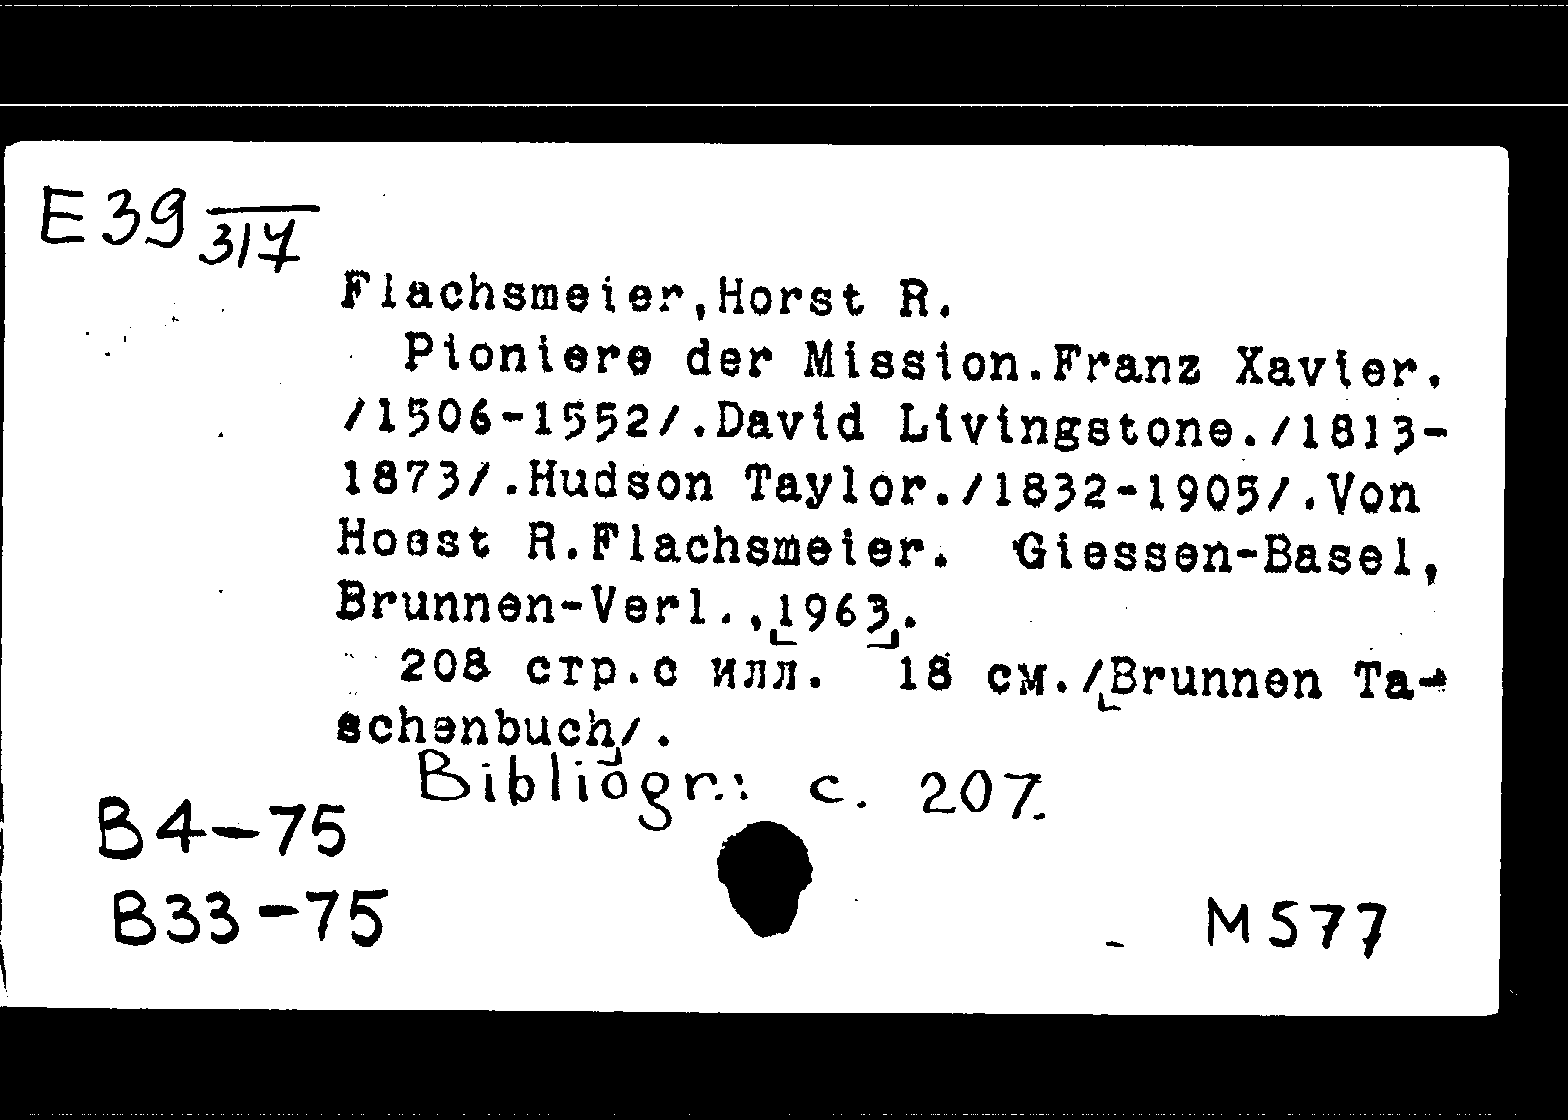 E39 317
Flachsmeier,Horst R.
Pioniere der Mission.Franz Xavier.
/1506-1552/.David Livingstone./1813-
1873/.Hudson Taylor./1832-1905/.Von
Hoest R.Flachsmeier. Giessen-Basel,
Brunnen-Verl.,1963.
208 стр.с илл. 18 см./Brunnen Ta-
schenbuch/.
Bibliogr.: c. 207.
B4-75
B33-75
M577